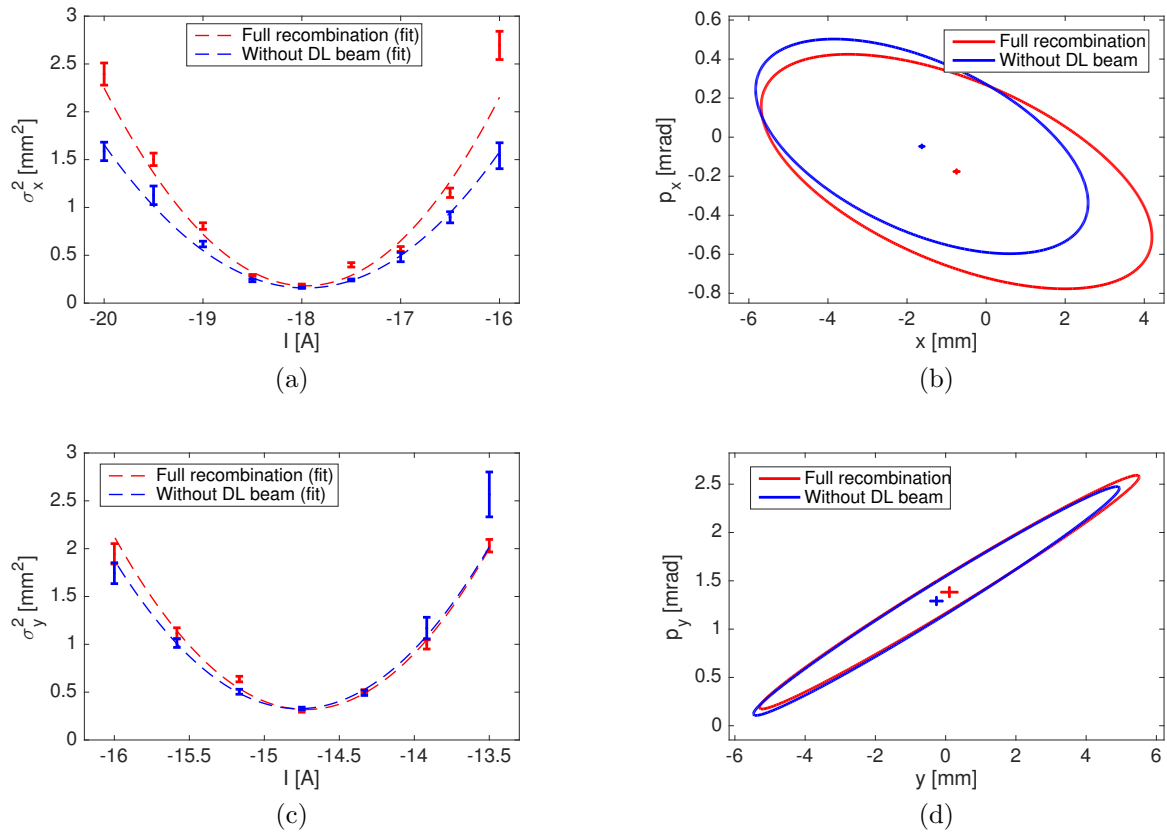 3
2.5
2
1.5
1
0.5
0
σx² [mm²]
Full recombination (fit)
Without DL beam (fit)
-20 -19 -18 -17 -16
I [A]
(a)
0.6
0.4
0.2
0
-0.2
-0.4
-0.6
-0.8
px [mrad]
Full recombination
Without DL beam
-6 -4 -2 0 2 4
x [mm]
(b)
3
2.5
2
1.5
1
0.5
0
σy² [mm²]
Full recombination (fit)
Without DL beam (fit)
-16 -15.5 -15 -14.5 -14 -13.5
I [A]
(c)
2.5
2
1.5
1
0.5
0
py [mrad]
Full recombination
Without DL beam
-6 -4 -2 0 2 4 6
y [mm]
(d)